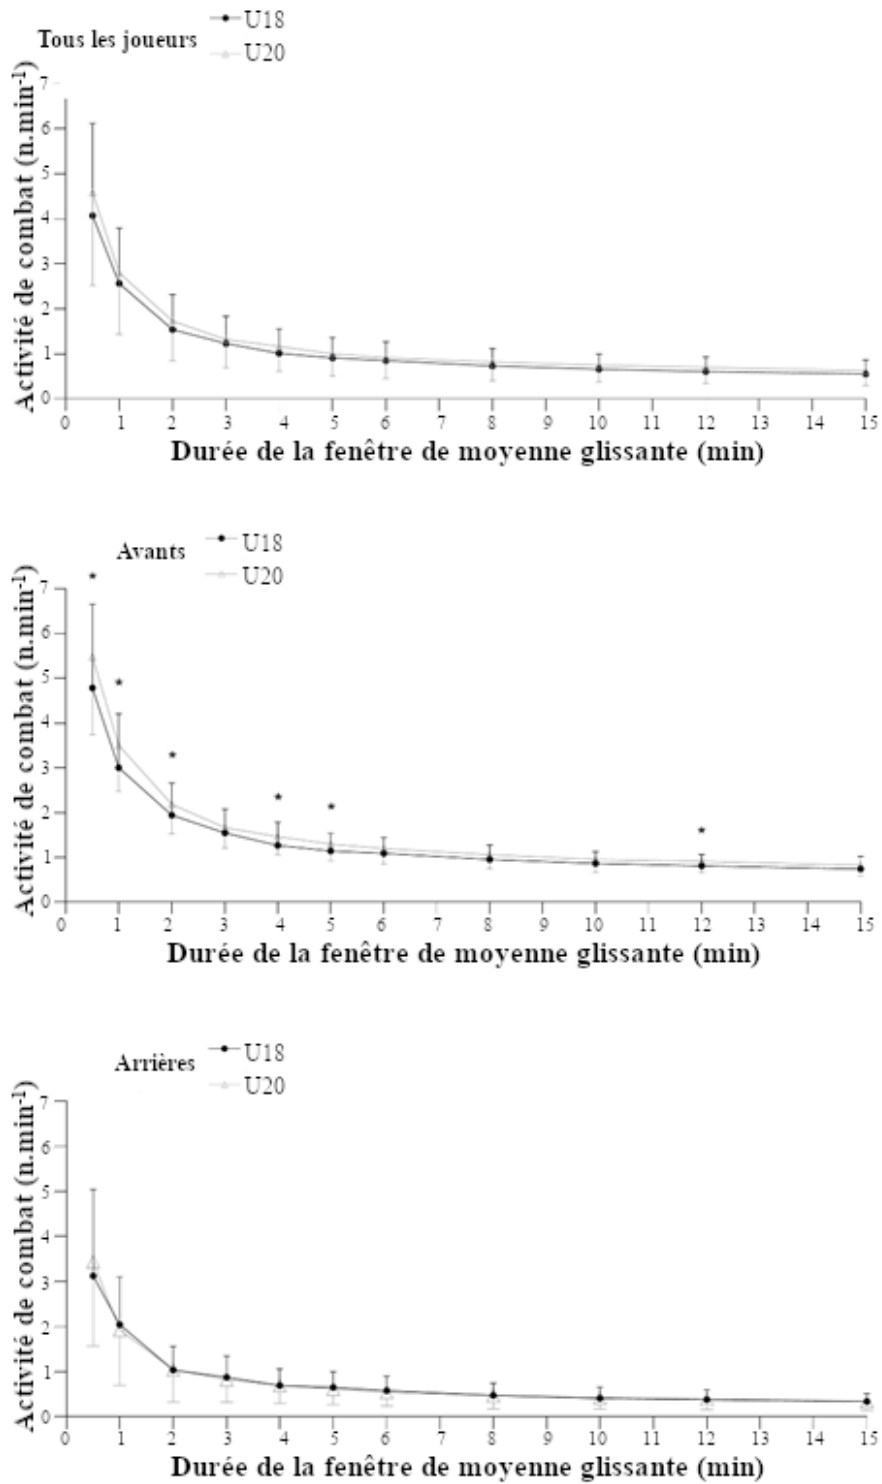 U18
Tous les joueurs
U20
Activité de combat (n.min-1)
7
6
5
4
3
2
1
0
0 1 2 3 4 5 6 7 8 9 10 11 12 13 14 15
Durée de la fenêtre de moyenne glissante (min)
U18
Avants
U20
Activité de combat (n.min-1)
7
6
5
4
3
2
1
0
* * * * * *
0 1 2 3 4 5 6 7 8 9 10 11 12 13 14 15
Durée de la fenêtre de moyenne glissante (min)
U18
Arrières
U20
Activité de combat (n.min-1)
7
6
5
4
3
2
1
0
0 1 2 3 4 5 6 7 8 9 10 11 12 13 14 15
Durée de la fenêtre de moyenne glissante (min)